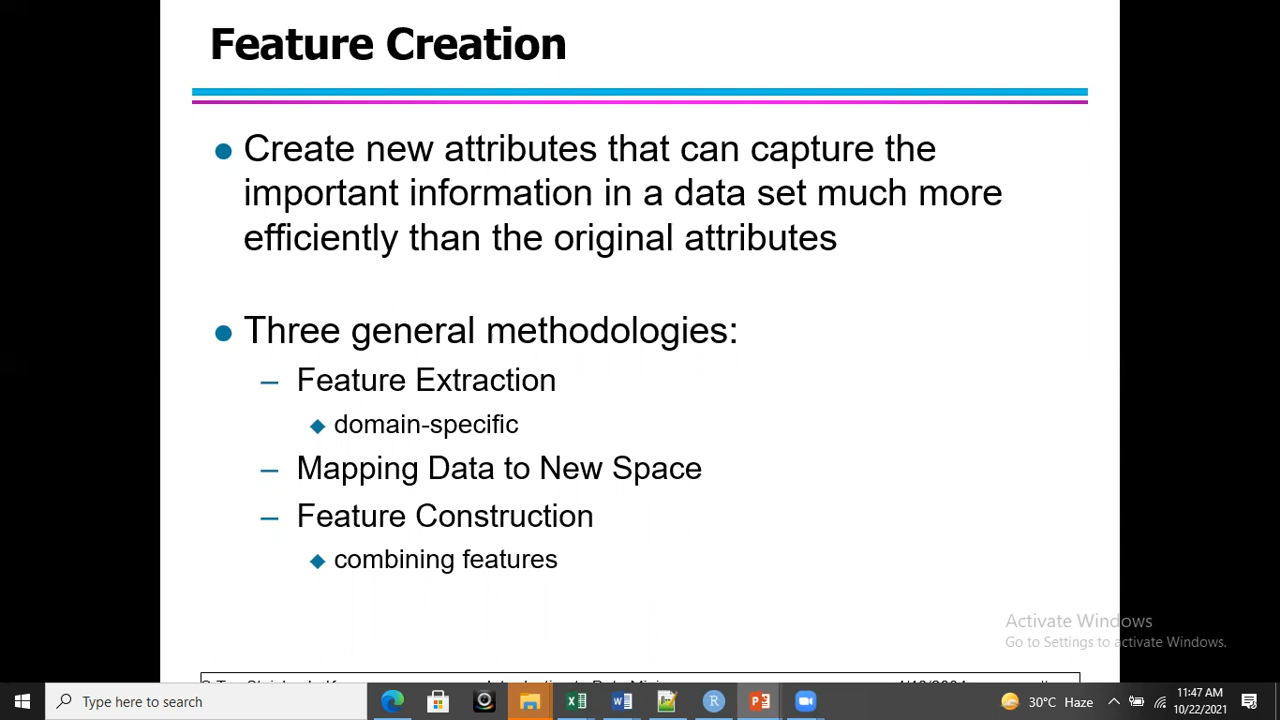 Feature Creation
Create new attributes that can capture the
important information in a data set much more
efficiently than the original attributes
Three general methodologies:
– Feature Extraction
domain-specific
– Mapping Data to New Space
– Feature Construction
combining features
Activate Windows
Go to Settings to activate Windows.
Type here to search
30°C Haze
11:47 AM
10/22/2021